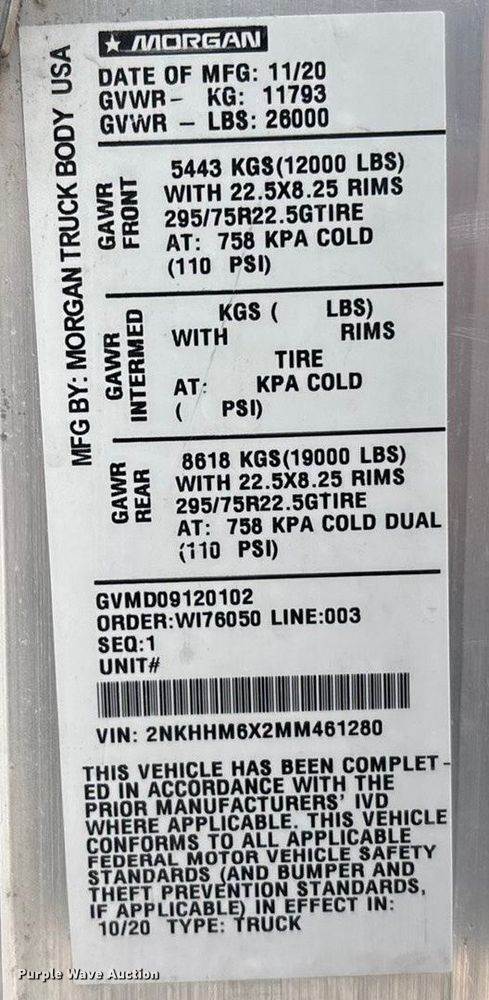 MORGAN
MFG BY: MORGAN TRUCK BODY USA
DATE OF MFG: 11/20
GVWR- KG: 11793
GVWR - LBS: 26000
GAWR
FRONT
5443 KGS(12000 LBS)
WITH 22.5X8.25 RIMS
295/75R22.5GTIRE
AT: 758 KPA COLD
(110 PSI)
GAWR
INTERMED
KGS ( LBS)
WITH RIMS
TIRE
AT: KPA COLD
( PSI)
GAWR
REAR
8618 KGS(19000 LBS)
WITH 22.5X8.25 RIMS
295/75R22.5GTIRE
AT: 758 KPA COLD DUAL
(110 PSI)
GVMD09120102
ORDER:WI76050 LINE:003
SEQ:1
UNIT#
VIN: 2NKHHM6X2MM461280
THIS VEHICLE HAS BEEN COMPLET-
ED IN ACCORDANCE WITH THE
PRIOR MANUFACTURERS' IVD
WHERE APPLICABLE. THIS VEHICLE
CONFORMS TO ALL APPLICABLE
FEDERAL MOTOR VEHICLE SAFETY
STANDARDS (AND BUMPER AND
THEFT PREVENTION STANDARDS,
IF APPLICABLE) IN EFFECT IN:
10/20 TYPE: TRUCK
Purple Wave Auction